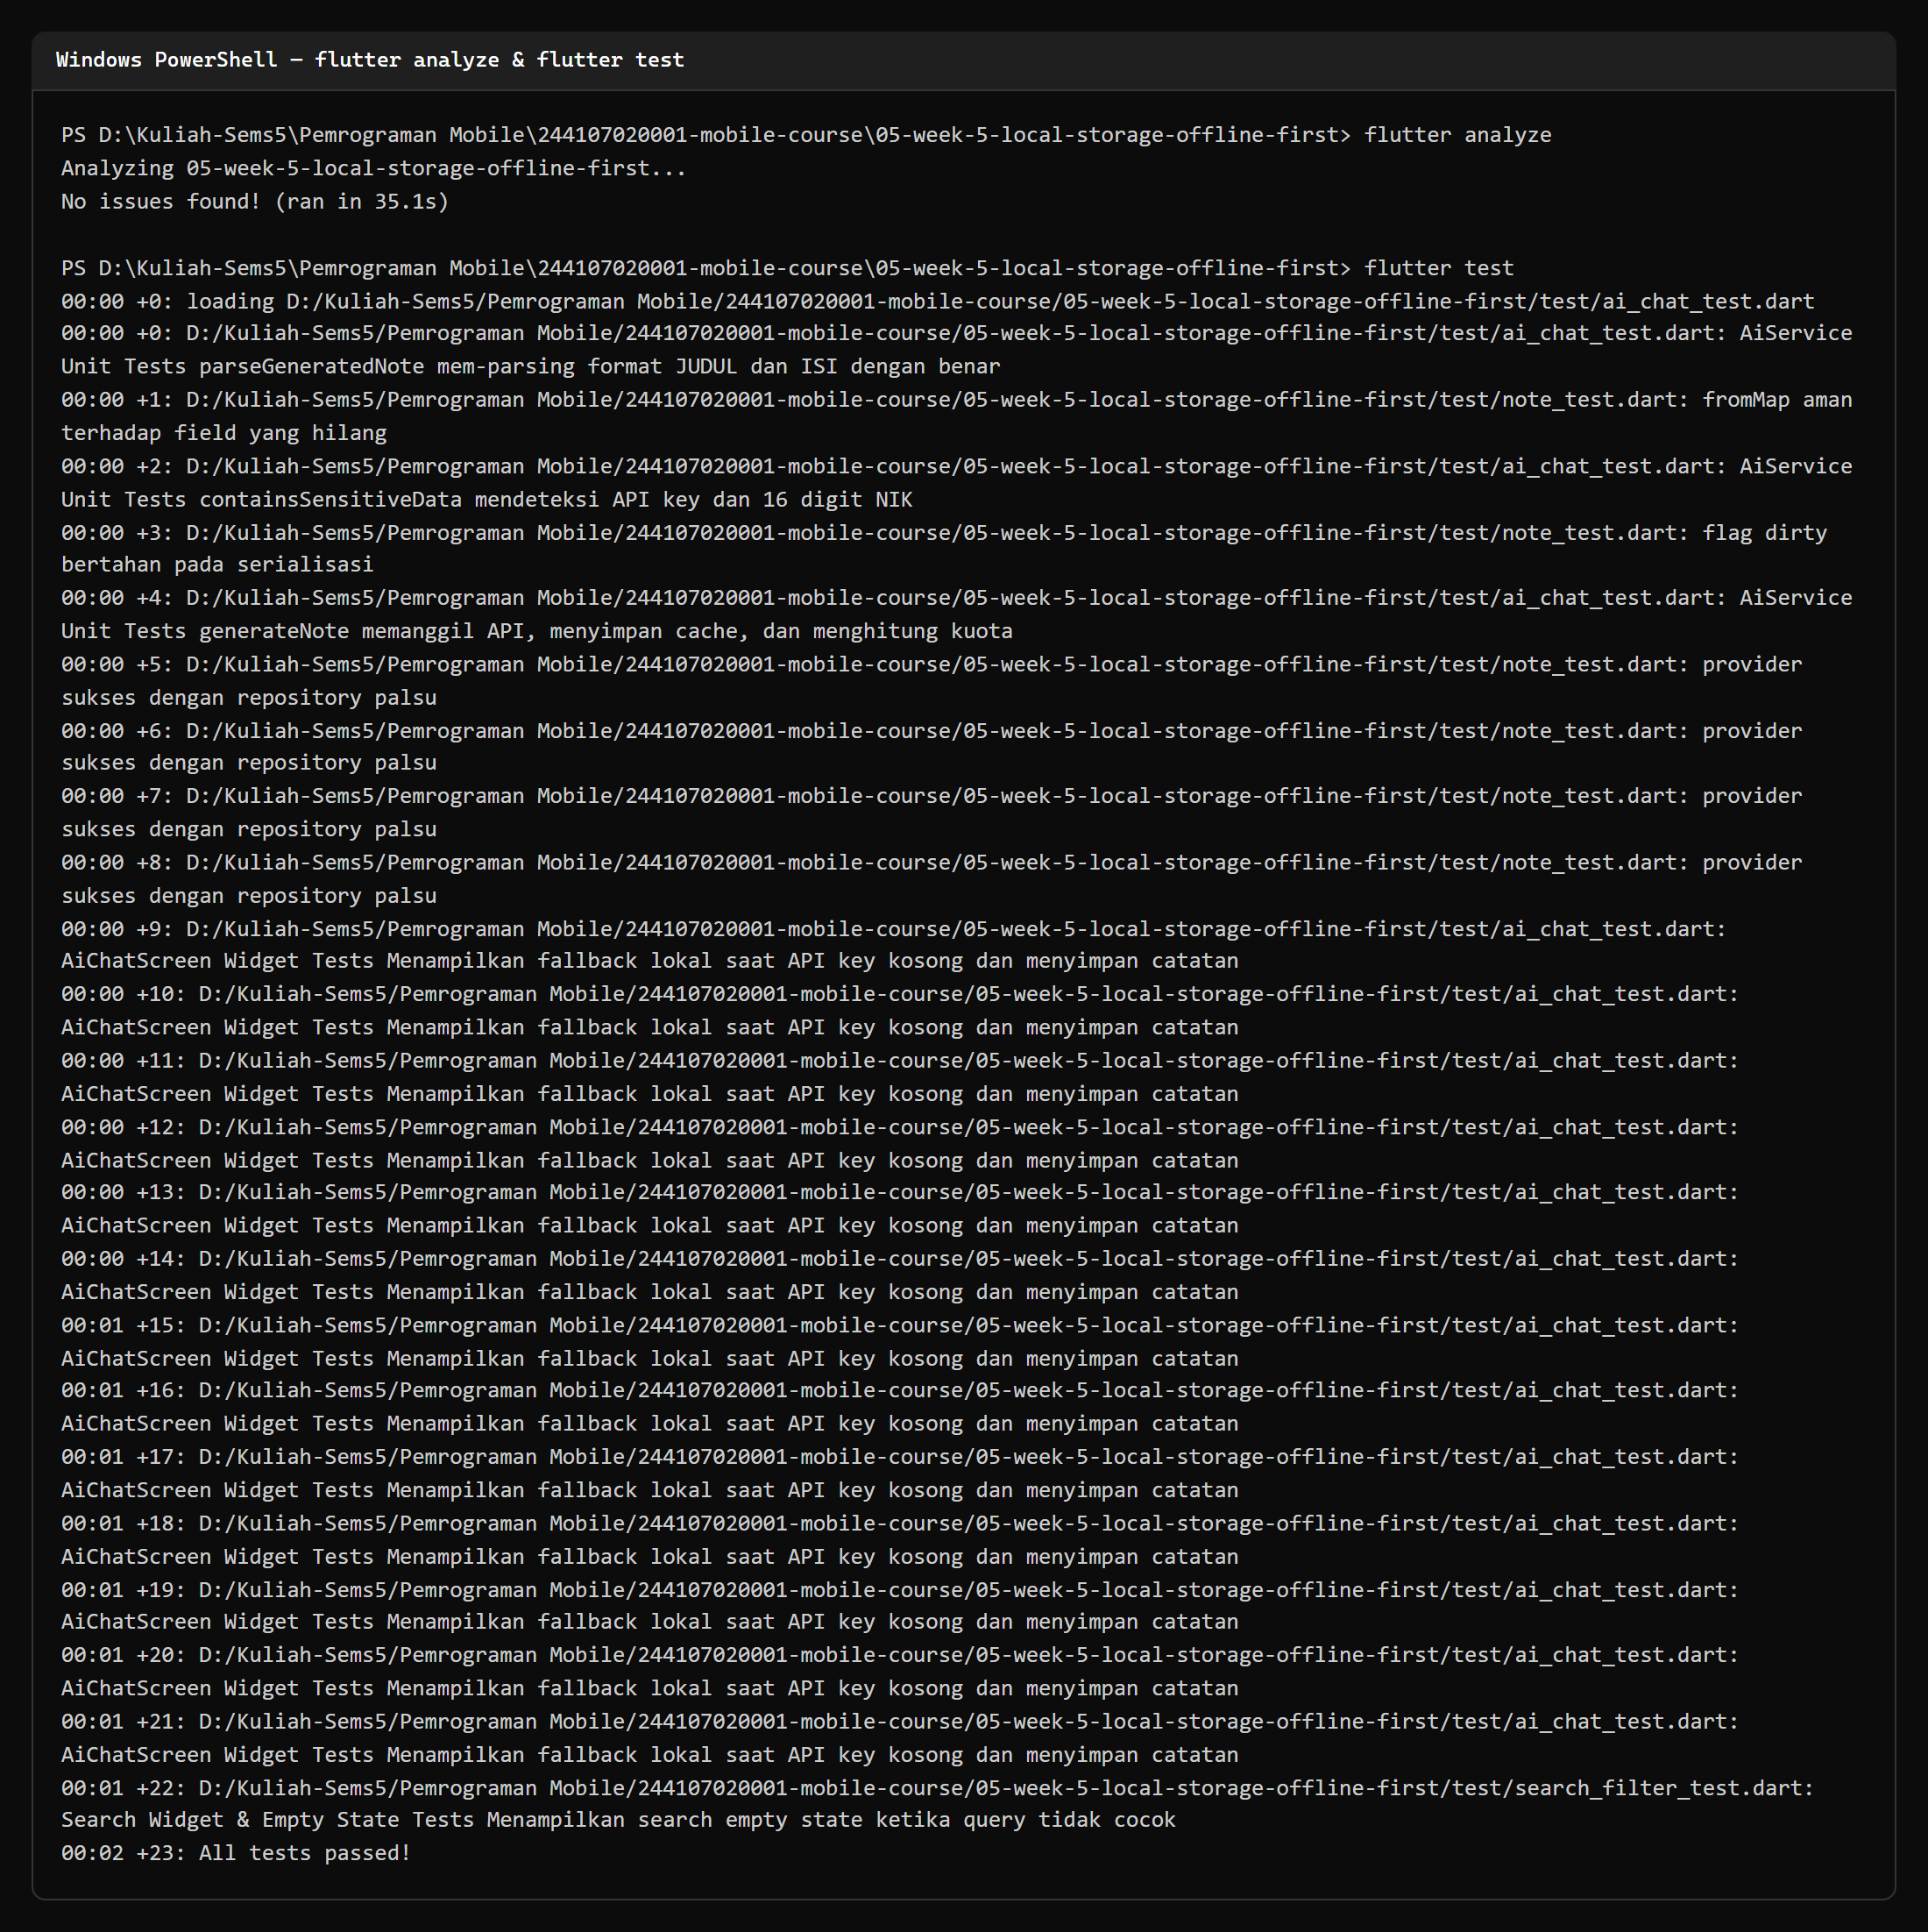 Windows PowerShell — flutter analyze & flutter test
PS D:\Kuliah-Sems5\Pemrograman Mobile\244107020001-mobile-course\05-week-5-local-storage-offline-first> flutter analyze
Analyzing 05-week-5-local-storage-offline-first...
No issues found! (ran in 35.1s)
PS D:\Kuliah-Sems5\Pemrograman Mobile\244107020001-mobile-course\05-week-5-local-storage-offline-first> flutter test
00:00 +0: loading D:/Kuliah-Sems5/Pemrograman Mobile/244107020001-mobile-course/05-week-5-local-storage-offline-first/test/ai_chat_test.dart
00:00 +0: D:/Kuliah-Sems5/Pemrograman Mobile/244107020001-mobile-course/05-week-5-local-storage-offline-first/test/ai_chat_test.dart: AiService
Unit Tests parseGeneratedNote mem-parsing format JUDUL dan ISI dengan benar
00:00 +1: D:/Kuliah-Sems5/Pemrograman Mobile/244107020001-mobile-course/05-week-5-local-storage-offline-first/test/note_test.dart: fromMap aman
terhadap field yang hilang
00:00 +2: D:/Kuliah-Sems5/Pemrograman Mobile/244107020001-mobile-course/05-week-5-local-storage-offline-first/test/ai_chat_test.dart: AiService
Unit Tests containsSensitiveData mendeteksi API key dan 16 digit NIK
00:00 +3: D:/Kuliah-Sems5/Pemrograman Mobile/244107020001-mobile-course/05-week-5-local-storage-offline-first/test/note_test.dart: flag dirty
bertahan pada serialisasi
00:00 +4: D:/Kuliah-Sems5/Pemrograman Mobile/244107020001-mobile-course/05-week-5-local-storage-offline-first/test/ai_chat_test.dart: AiService
Unit Tests generateNote memanggil API, menyimpan cache, dan menghitung kuota
00:00 +5: D:/Kuliah-Sems5/Pemrograman Mobile/244107020001-mobile-course/05-week-5-local-storage-offline-first/test/note_test.dart: provider
sukses dengan repository palsu
00:00 +6: D:/Kuliah-Sems5/Pemrograman Mobile/244107020001-mobile-course/05-week-5-local-storage-offline-first/test/note_test.dart: provider
sukses dengan repository palsu
00:00 +7: D:/Kuliah-Sems5/Pemrograman Mobile/244107020001-mobile-course/05-week-5-local-storage-offline-first/test/note_test.dart: provider
sukses dengan repository palsu
00:00 +8: D:/Kuliah-Sems5/Pemrograman Mobile/244107020001-mobile-course/05-week-5-local-storage-offline-first/test/note_test.dart: provider
sukses dengan repository palsu
00:00 +9: D:/Kuliah-Sems5/Pemrograman Mobile/244107020001-mobile-course/05-week-5-local-storage-offline-first/test/ai_chat_test.dart:
AiChatScreen Widget Tests Menampilkan fallback lokal saat API key kosong dan menyimpan catatan
00:00 +10: D:/Kuliah-Sems5/Pemrograman Mobile/244107020001-mobile-course/05-week-5-local-storage-offline-first/test/ai_chat_test.dart:
AiChatScreen Widget Tests Menampilkan fallback lokal saat API key kosong dan menyimpan catatan
00:00 +11: D:/Kuliah-Sems5/Pemrograman Mobile/244107020001-mobile-course/05-week-5-local-storage-offline-first/test/ai_chat_test.dart:
AiChatScreen Widget Tests Menampilkan fallback lokal saat API key kosong dan menyimpan catatan
00:00 +12: D:/Kuliah-Sems5/Pemrograman Mobile/244107020001-mobile-course/05-week-5-local-storage-offline-first/test/ai_chat_test.dart:
AiChatScreen Widget Tests Menampilkan fallback lokal saat API key kosong dan menyimpan catatan
00:00 +13: D:/Kuliah-Sems5/Pemrograman Mobile/244107020001-mobile-course/05-week-5-local-storage-offline-first/test/ai_chat_test.dart:
AiChatScreen Widget Tests Menampilkan fallback lokal saat API key kosong dan menyimpan catatan
00:00 +14: D:/Kuliah-Sems5/Pemrograman Mobile/244107020001-mobile-course/05-week-5-local-storage-offline-first/test/ai_chat_test.dart:
AiChatScreen Widget Tests Menampilkan fallback lokal saat API key kosong dan menyimpan catatan
00:01 +15: D:/Kuliah-Sems5/Pemrograman Mobile/244107020001-mobile-course/05-week-5-local-storage-offline-first/test/ai_chat_test.dart:
AiChatScreen Widget Tests Menampilkan fallback lokal saat API key kosong dan menyimpan catatan
00:01 +16: D:/Kuliah-Sems5/Pemrograman Mobile/244107020001-mobile-course/05-week-5-local-storage-offline-first/test/ai_chat_test.dart:
AiChatScreen Widget Tests Menampilkan fallback lokal saat API key kosong dan menyimpan catatan
00:01 +17: D:/Kuliah-Sems5/Pemrograman Mobile/244107020001-mobile-course/05-week-5-local-storage-offline-first/test/ai_chat_test.dart:
AiChatScreen Widget Tests Menampilkan fallback lokal saat API key kosong dan menyimpan catatan
00:01 +18: D:/Kuliah-Sems5/Pemrograman Mobile/244107020001-mobile-course/05-week-5-local-storage-offline-first/test/ai_chat_test.dart:
AiChatScreen Widget Tests Menampilkan fallback lokal saat API key kosong dan menyimpan catatan
00:01 +19: D:/Kuliah-Sems5/Pemrograman Mobile/244107020001-mobile-course/05-week-5-local-storage-offline-first/test/ai_chat_test.dart:
AiChatScreen Widget Tests Menampilkan fallback lokal saat API key kosong dan menyimpan catatan
00:01 +20: D:/Kuliah-Sems5/Pemrograman Mobile/244107020001-mobile-course/05-week-5-local-storage-offline-first/test/ai_chat_test.dart:
AiChatScreen Widget Tests Menampilkan fallback lokal saat API key kosong dan menyimpan catatan
00:01 +21: D:/Kuliah-Sems5/Pemrograman Mobile/244107020001-mobile-course/05-week-5-local-storage-offline-first/test/ai_chat_test.dart:
AiChatScreen Widget Tests Menampilkan fallback lokal saat API key kosong dan menyimpan catatan
00:01 +22: D:/Kuliah-Sems5/Pemrograman Mobile/244107020001-mobile-course/05-week-5-local-storage-offline-first/test/search_filter_test.dart:
Search Widget & Empty State Tests Menampilkan search empty state ketika query tidak cocok
00:02 +23: All tests passed!